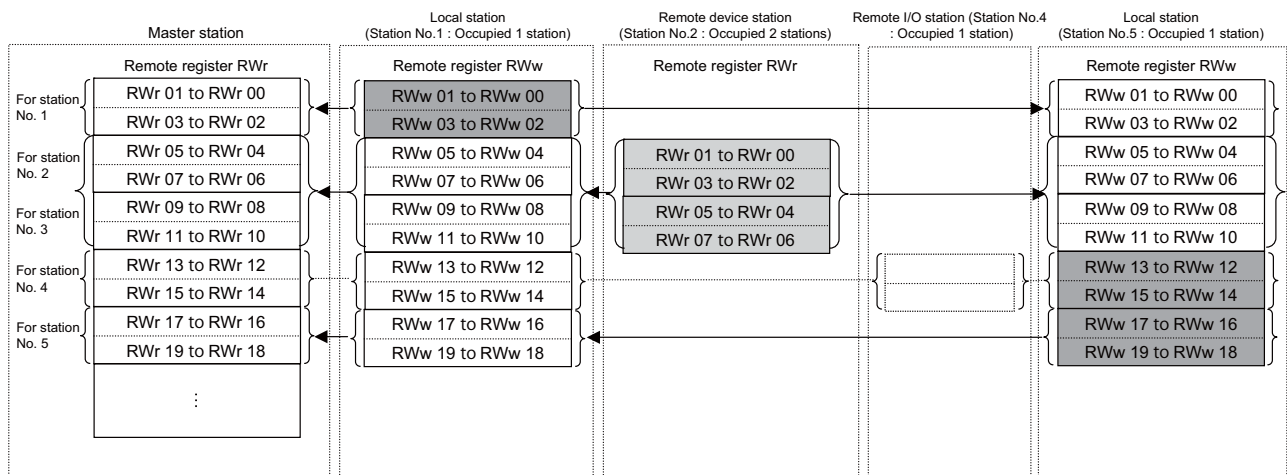 Master station
Local station
(Station No.1 : Occupied 1 station)
Remote device station
(Station No.2 : Occupied 2 stations)
Remote I/O station (Station No.4
: Occupied 1 station)
Local station
(Station No.5 : Occupied 1 station)
Remote register RWr
Remote register RWw
Remote register RWr
Remote register RWw
For station
No. 1
For station
No. 2
For station
No. 3
For station
No. 4
For station
No. 5
RWr 01 to RWr 00
RWr 03 to RWr 02
RWr 05 to RWr 04
RWr 07 to RWr 06
RWr 09 to RWr 08
RWr 11 to RWr 10
RWr 13 to RWr 12
RWr 15 to RWr 14
RWr 17 to RWr 16
RWr 19 to RWr 18
⋮
RWw 01 to RWw 00
RWw 03 to RWw 02
RWw 05 to RWw 04
RWw 07 to RWw 06
RWw 09 to RWw 08
RWw 11 to RWw 10
RWw 13 to RWw 12
RWw 15 to RWw 14
RWw 17 to RWw 16
RWw 19 to RWw 18
RWr 01 to RWr 00
RWr 03 to RWr 02
RWr 05 to RWr 04
RWr 07 to RWr 06
RWw 01 to RWw 00
RWw 03 to RWw 02
RWw 05 to RWw 04
RWw 07 to RWw 06
RWw 09 to RWw 08
RWw 11 to RWw 10
RWw 13 to RWw 12
RWw 15 to RWw 14
RWw 17 to RWw 16
RWw 19 to RWw 18